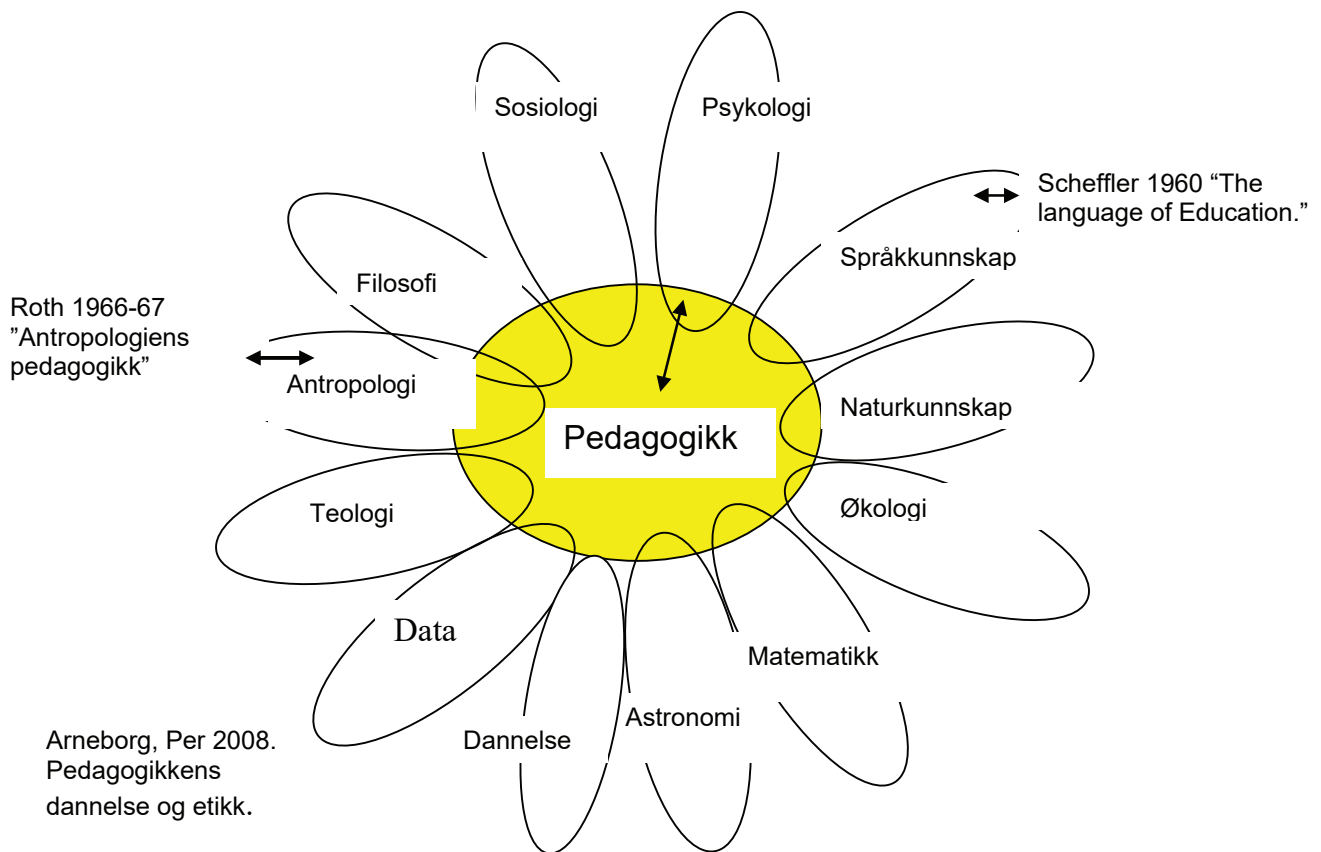 Sosiologi
Psykologi
Scheffler 1960 “The
language of Education.”
Språkkunnskap
Filosofi
Roth 1966-67
”Antropologiens
pedagogikk”
Antropologi
Naturkunnskap
Pedagogikk
Teologi
Økologi
Data
Matematikk
Astronomi
Dannelse
Arneborg, Per 2008.
Pedagogikkens
dannelse og etikk.